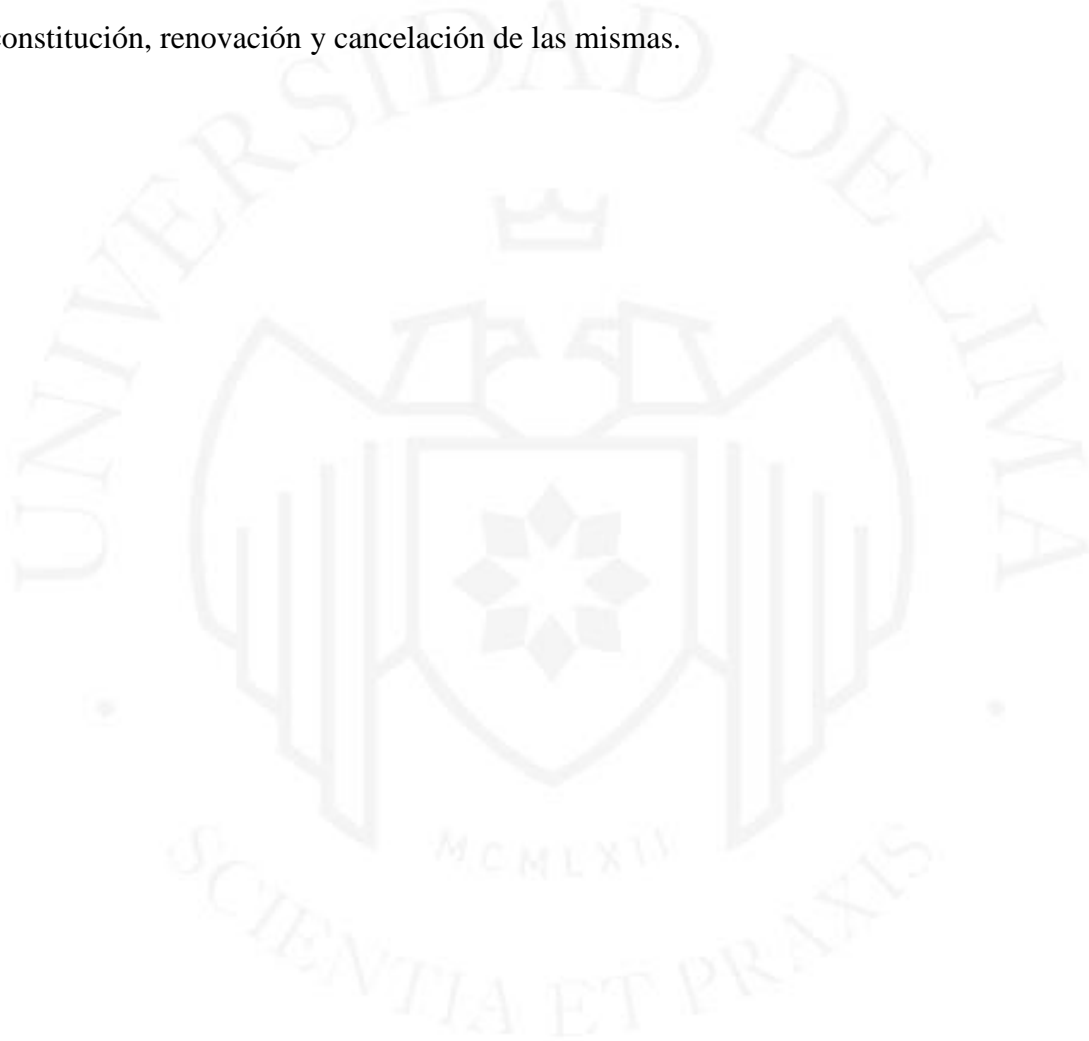 onstitución, renovación y cancelación de las mismas.
UNIVERSIDAD DE LIMA
MCMLXII
SCIENTIA ET PRAXIS